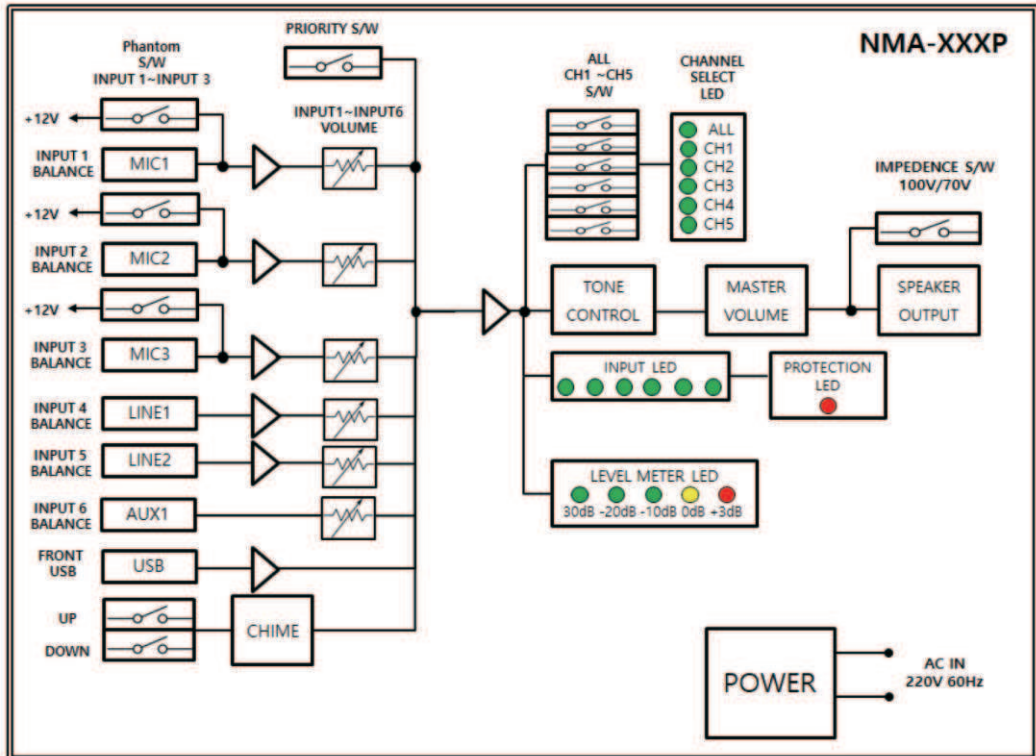 NMA-XXXP
PRIORITY S/W
Phantom
S/W
INPUT 1~INPUT 3
INPUT1~INPUT6
VOLUME
ALL
CH1 ~CH5
S/W
CHANNEL
SELECT
LED
ALL
CH1
CH2
CH3
CH4
CH5
IMPEDENCE S/W
100V/70V
+12V
INPUT 1
BALANCE
MIC1
+12V
INPUT 2
BALANCE
MIC2
+12V
INPUT 3
BALANCE
MIC3
INPUT 4
BALANCE
LINE1
INPUT 5
BALANCE
LINE2
INPUT 6
BALANCE
AUX1
FRONT
USB
USB
UP
DOWN
CHIME
TONE
CONTROL
MASTER
VOLUME
SPEAKER
OUTPUT
INPUT LED
PROTECTION
LED
LEVEL METER LED
30dB -20dB -10dB 0dB +3dB
POWER
AC IN
220V 60Hz